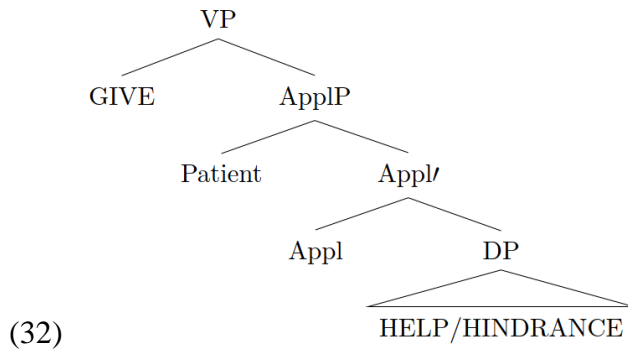 VP
GIVE ApplP
Patient Appl′
Appl DP
(32) HELP/HINDRANCE